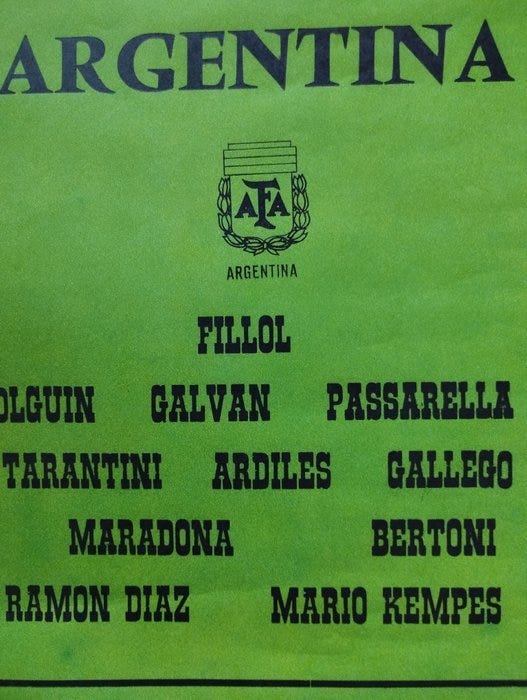 ARGENTINA
AFA
ARGENTINA
FILLOL
OLGUIN GALVAN PASSARELLA
TARANTINI ARDILES GALLEGO
MARADONA BERTONI
RAMON DIAZ MARIO KEMPES